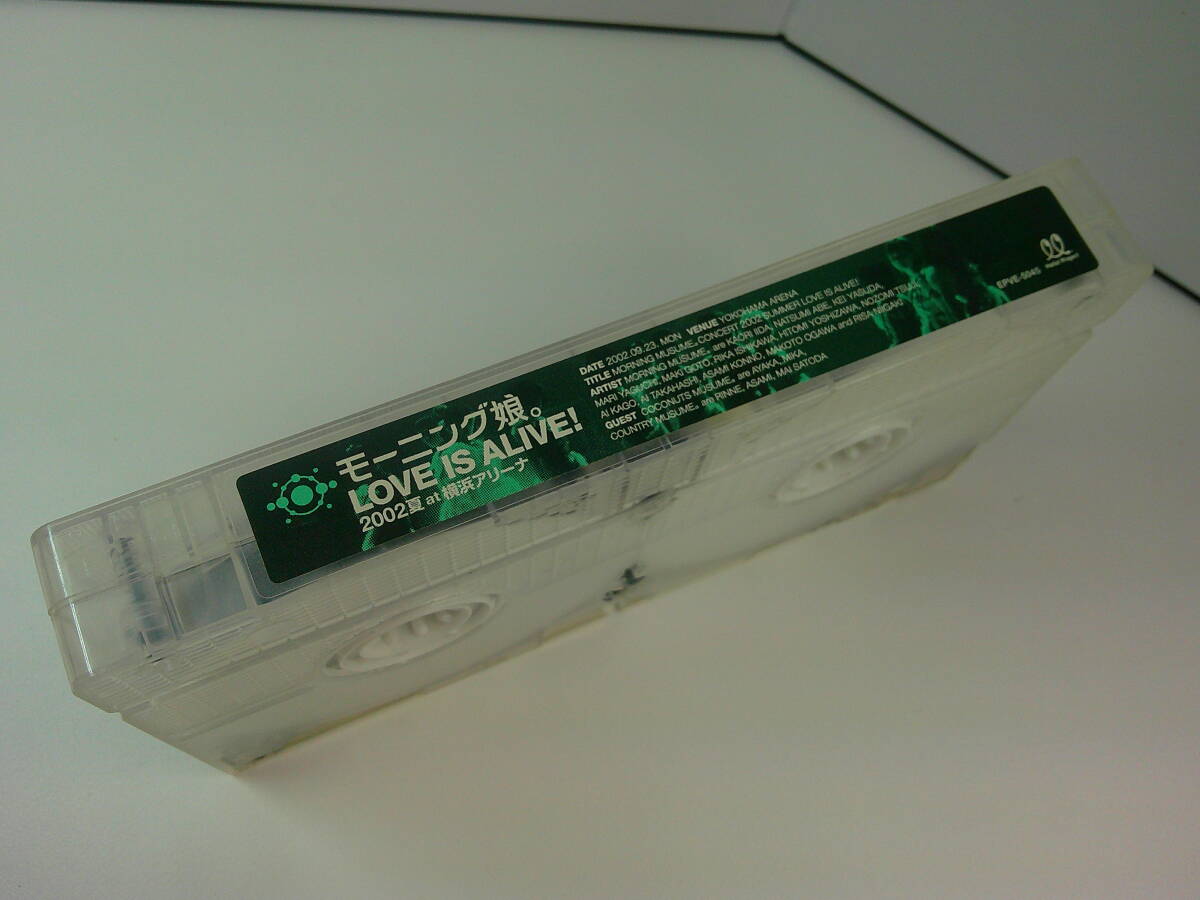 モーニング娘。
LOVE IS ALIVE!
2002夏 at 横浜アリーナ
DATE 2002.09.23. MON VENUE YOKOHAMA ARENA
TITLE MORNING MUSUME。CONCERT 2002 SUMMER LOVE IS ALIVE!
ARTIST MORNING MUSUME。are KAORI IIDA, NATSUMI ABE, KEI YASUDA,
MARI YAGUCHI, MAKI GOTO, RIKA ISHIKAWA, HITOMI YOSHIZAWA, NOZOMI TSUJI,
AI KAGO, AI TAKAHASHI, ASAMI KONNO, MAKOTO OGAWA and RISA NIIGAKI
GUEST COCONUTS MUSUME。are AYAKA, MIKA,
COUNTRY MUSUME。are RINNE, ASAMI, MAI SATODA
EPVE-5045
Hello! Project